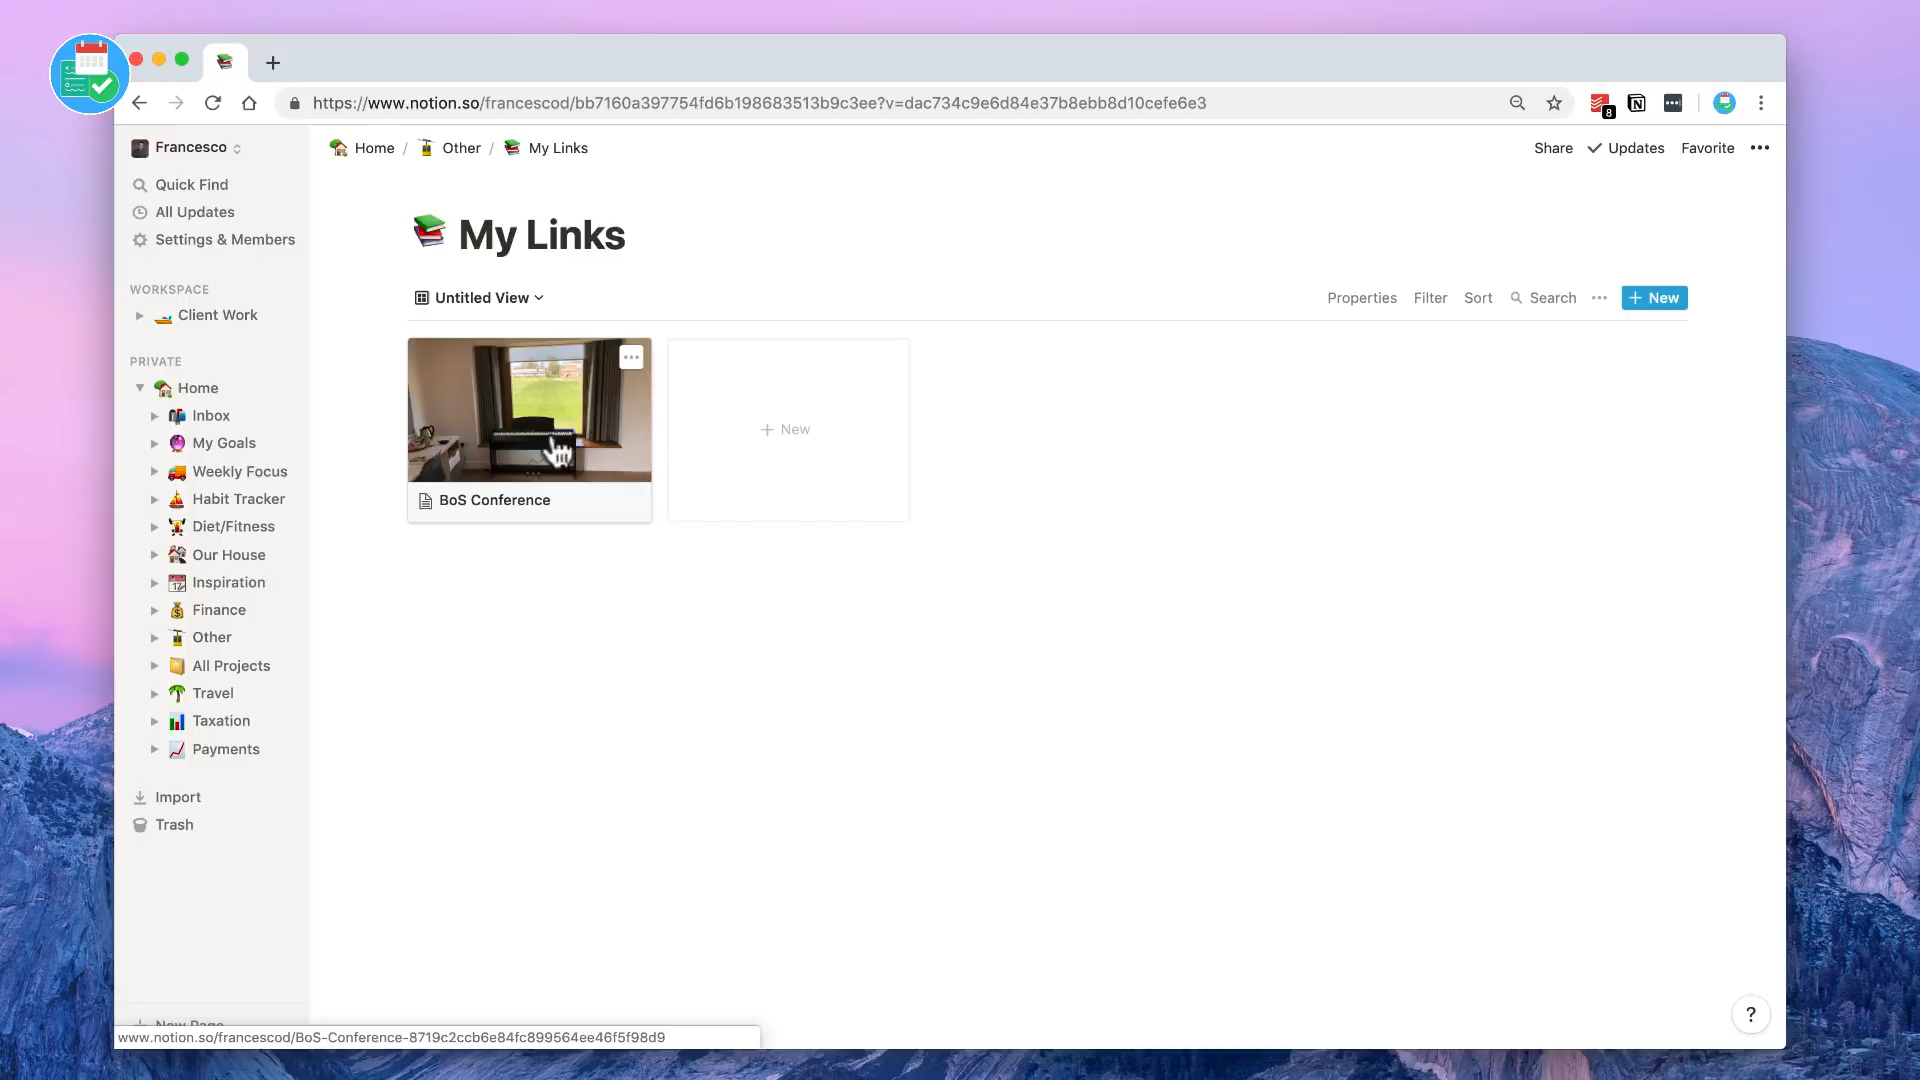 https://www.notion.so/francescod/bb7160a397754fd6b198683513b9c3ee?v=dac734c9e6d84e37b8ebb8d10cefe6e3
8
Francesco
Home / Other / My Links
Share Updates Favorite •••
Quick Find
All Updates
Settings & Members
WORKSPACE
Client Work
PRIVATE
Home
Inbox
My Goals
Weekly Focus
Habit Tracker
Diet/Fitness
Our House
Inspiration
Finance
Other
All Projects
Travel
Taxation
Payments
Import
Trash
New Page
My Links
Untitled View
Properties Filter Sort Search ••• + New
BoS Conference
+ New
?
www.notion.so/francescod/BoS-Conference-8719c2ccb6e84fc899564ee46f5f98d9